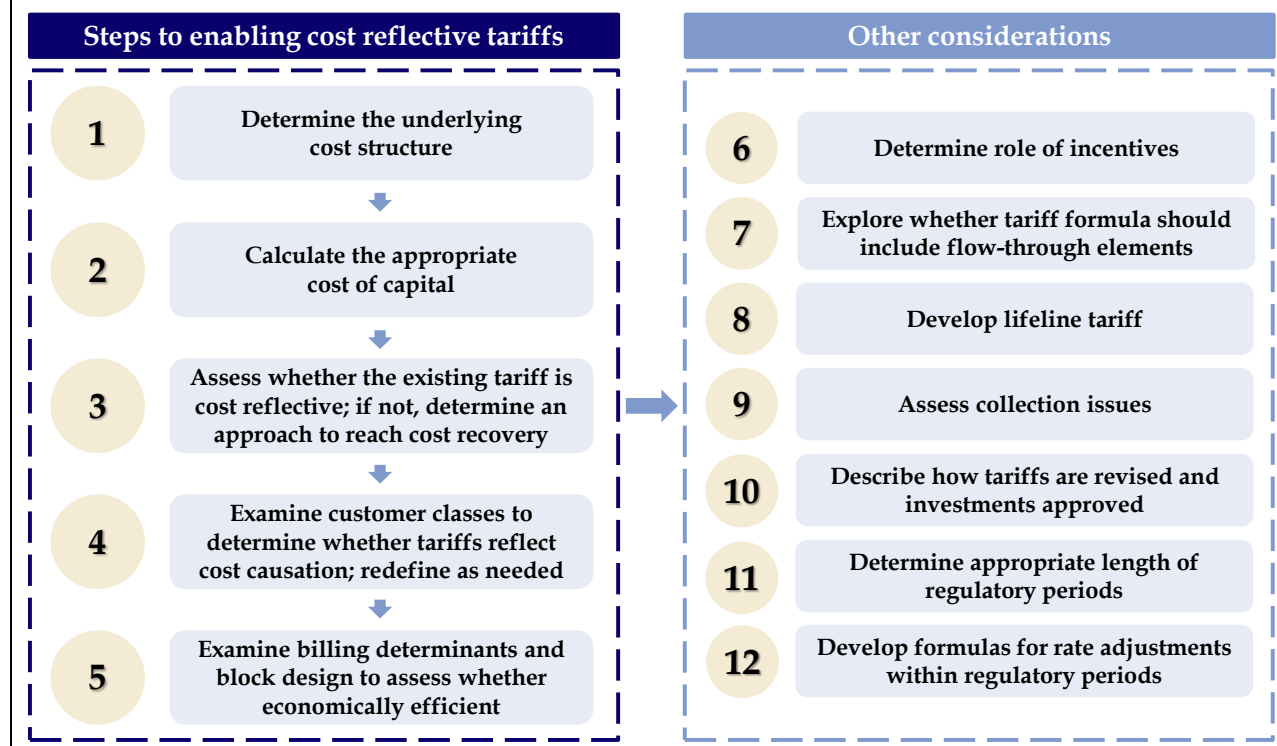 Steps to enabling cost reflective tariffs
1
Determine the underlying
cost structure
2
Calculate the appropriate
cost of capital
3
Assess whether the existing tariff is
cost reflective; if not, determine an
approach to reach cost recovery
4
Examine customer classes to
determine whether tariffs reflect
cost causation; redefine as needed
5
Examine billing determinants and
block design to assess whether
economically efficient
Other considerations
6
Determine role of incentives
7
Explore whether tariff formula should
include flow-through elements
8
Develop lifeline tariff
9
Assess collection issues
10
Describe how tariffs are revised and
investments approved
11
Determine appropriate length of
regulatory periods
12
Develop formulas for rate adjustments
within regulatory periods